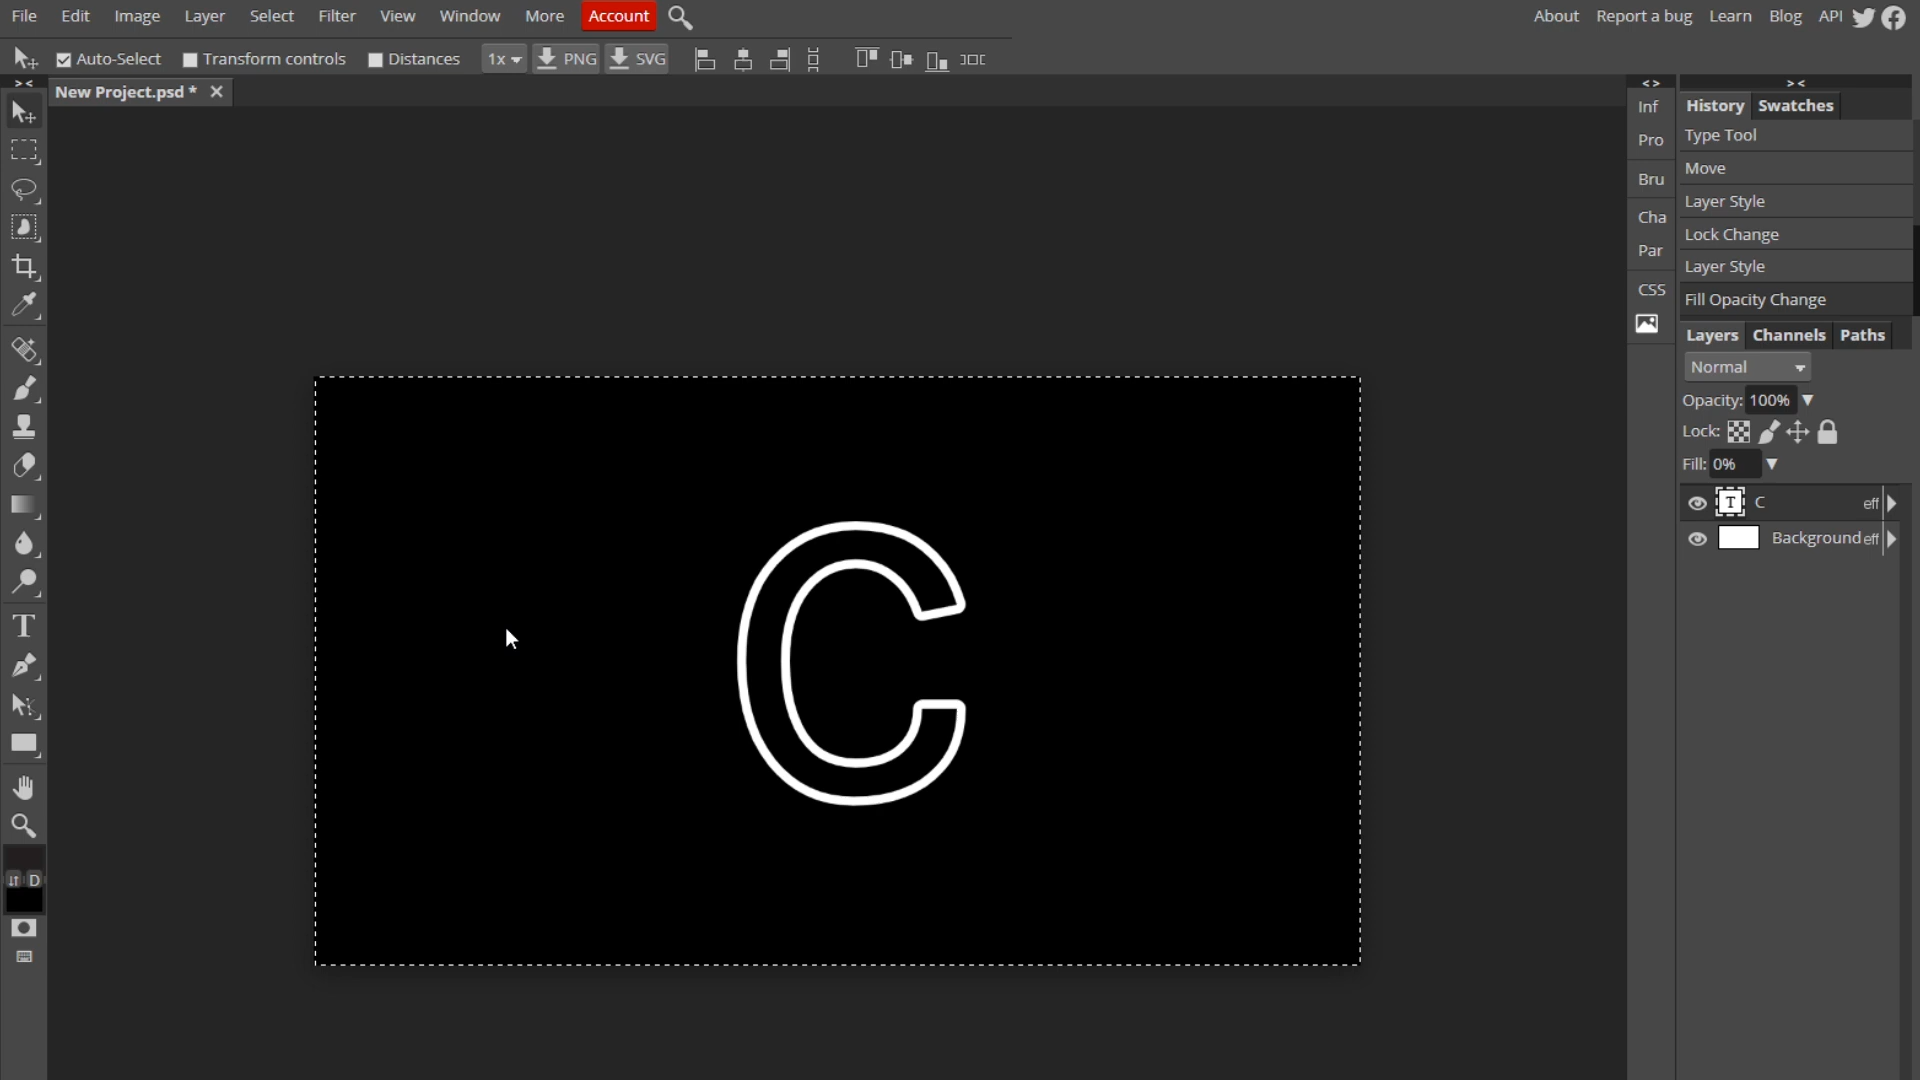 File Edit Image Layer Select Filter View Window More Account About Report a bug Learn Blog API
Auto-Select Transform controls Distances 1x PNG SVG
New Project.psd *
Inf
Pro
Bru
Cha
Par
CSS
History Swatches
Type Tool
Move
Layer Style
Lock Change
Layer Style
Fill Opacity Change
Layers Channels Paths
Normal
Opacity: 100%
Lock:
Fill: 0%
T C eff
Background eff
C
T
D